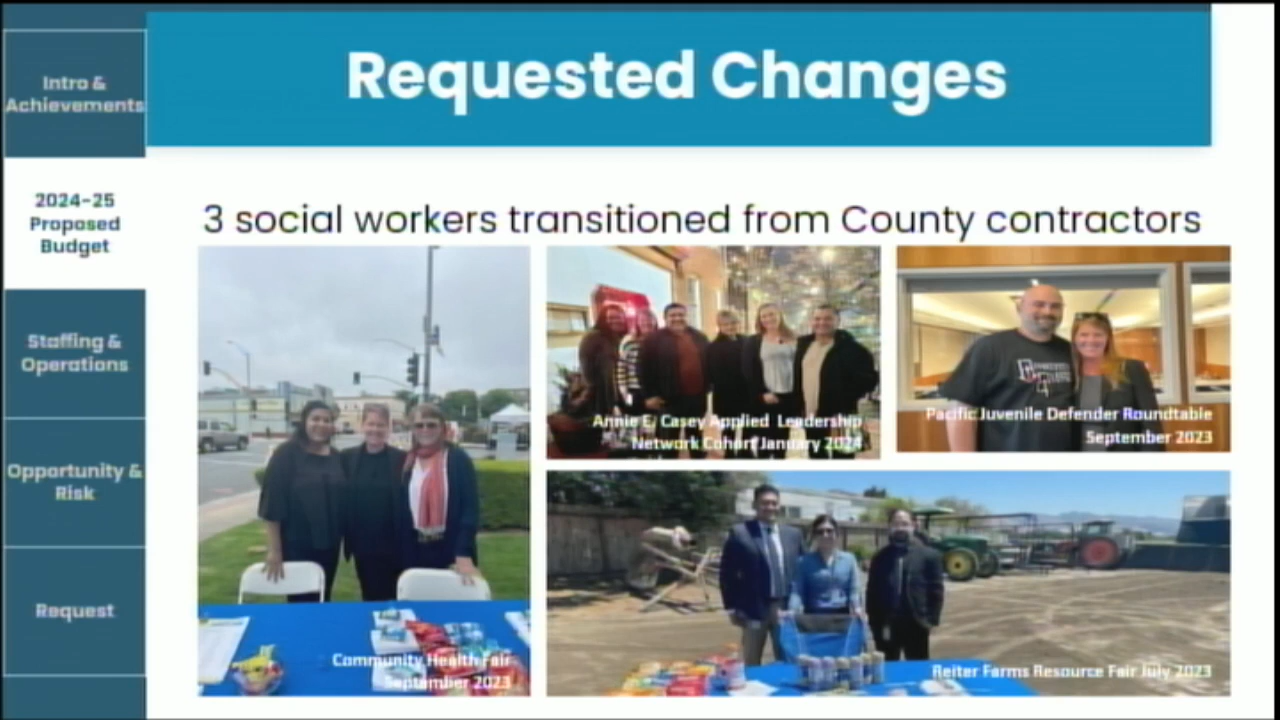 Requested Changes
Intro &
Achievements
2024-25
Proposed
Budget
Staffing &
Operations
Opportunity &
Risk
Request
3 social workers transitioned from County contractors
Annie E. Casey Applied Leadership
Network Cohort January 2024
Pacific Juvenile Defender Roundtable
September 2023
Community Health Fair
September 2023
Reiter Farms Resource Fair July 2023